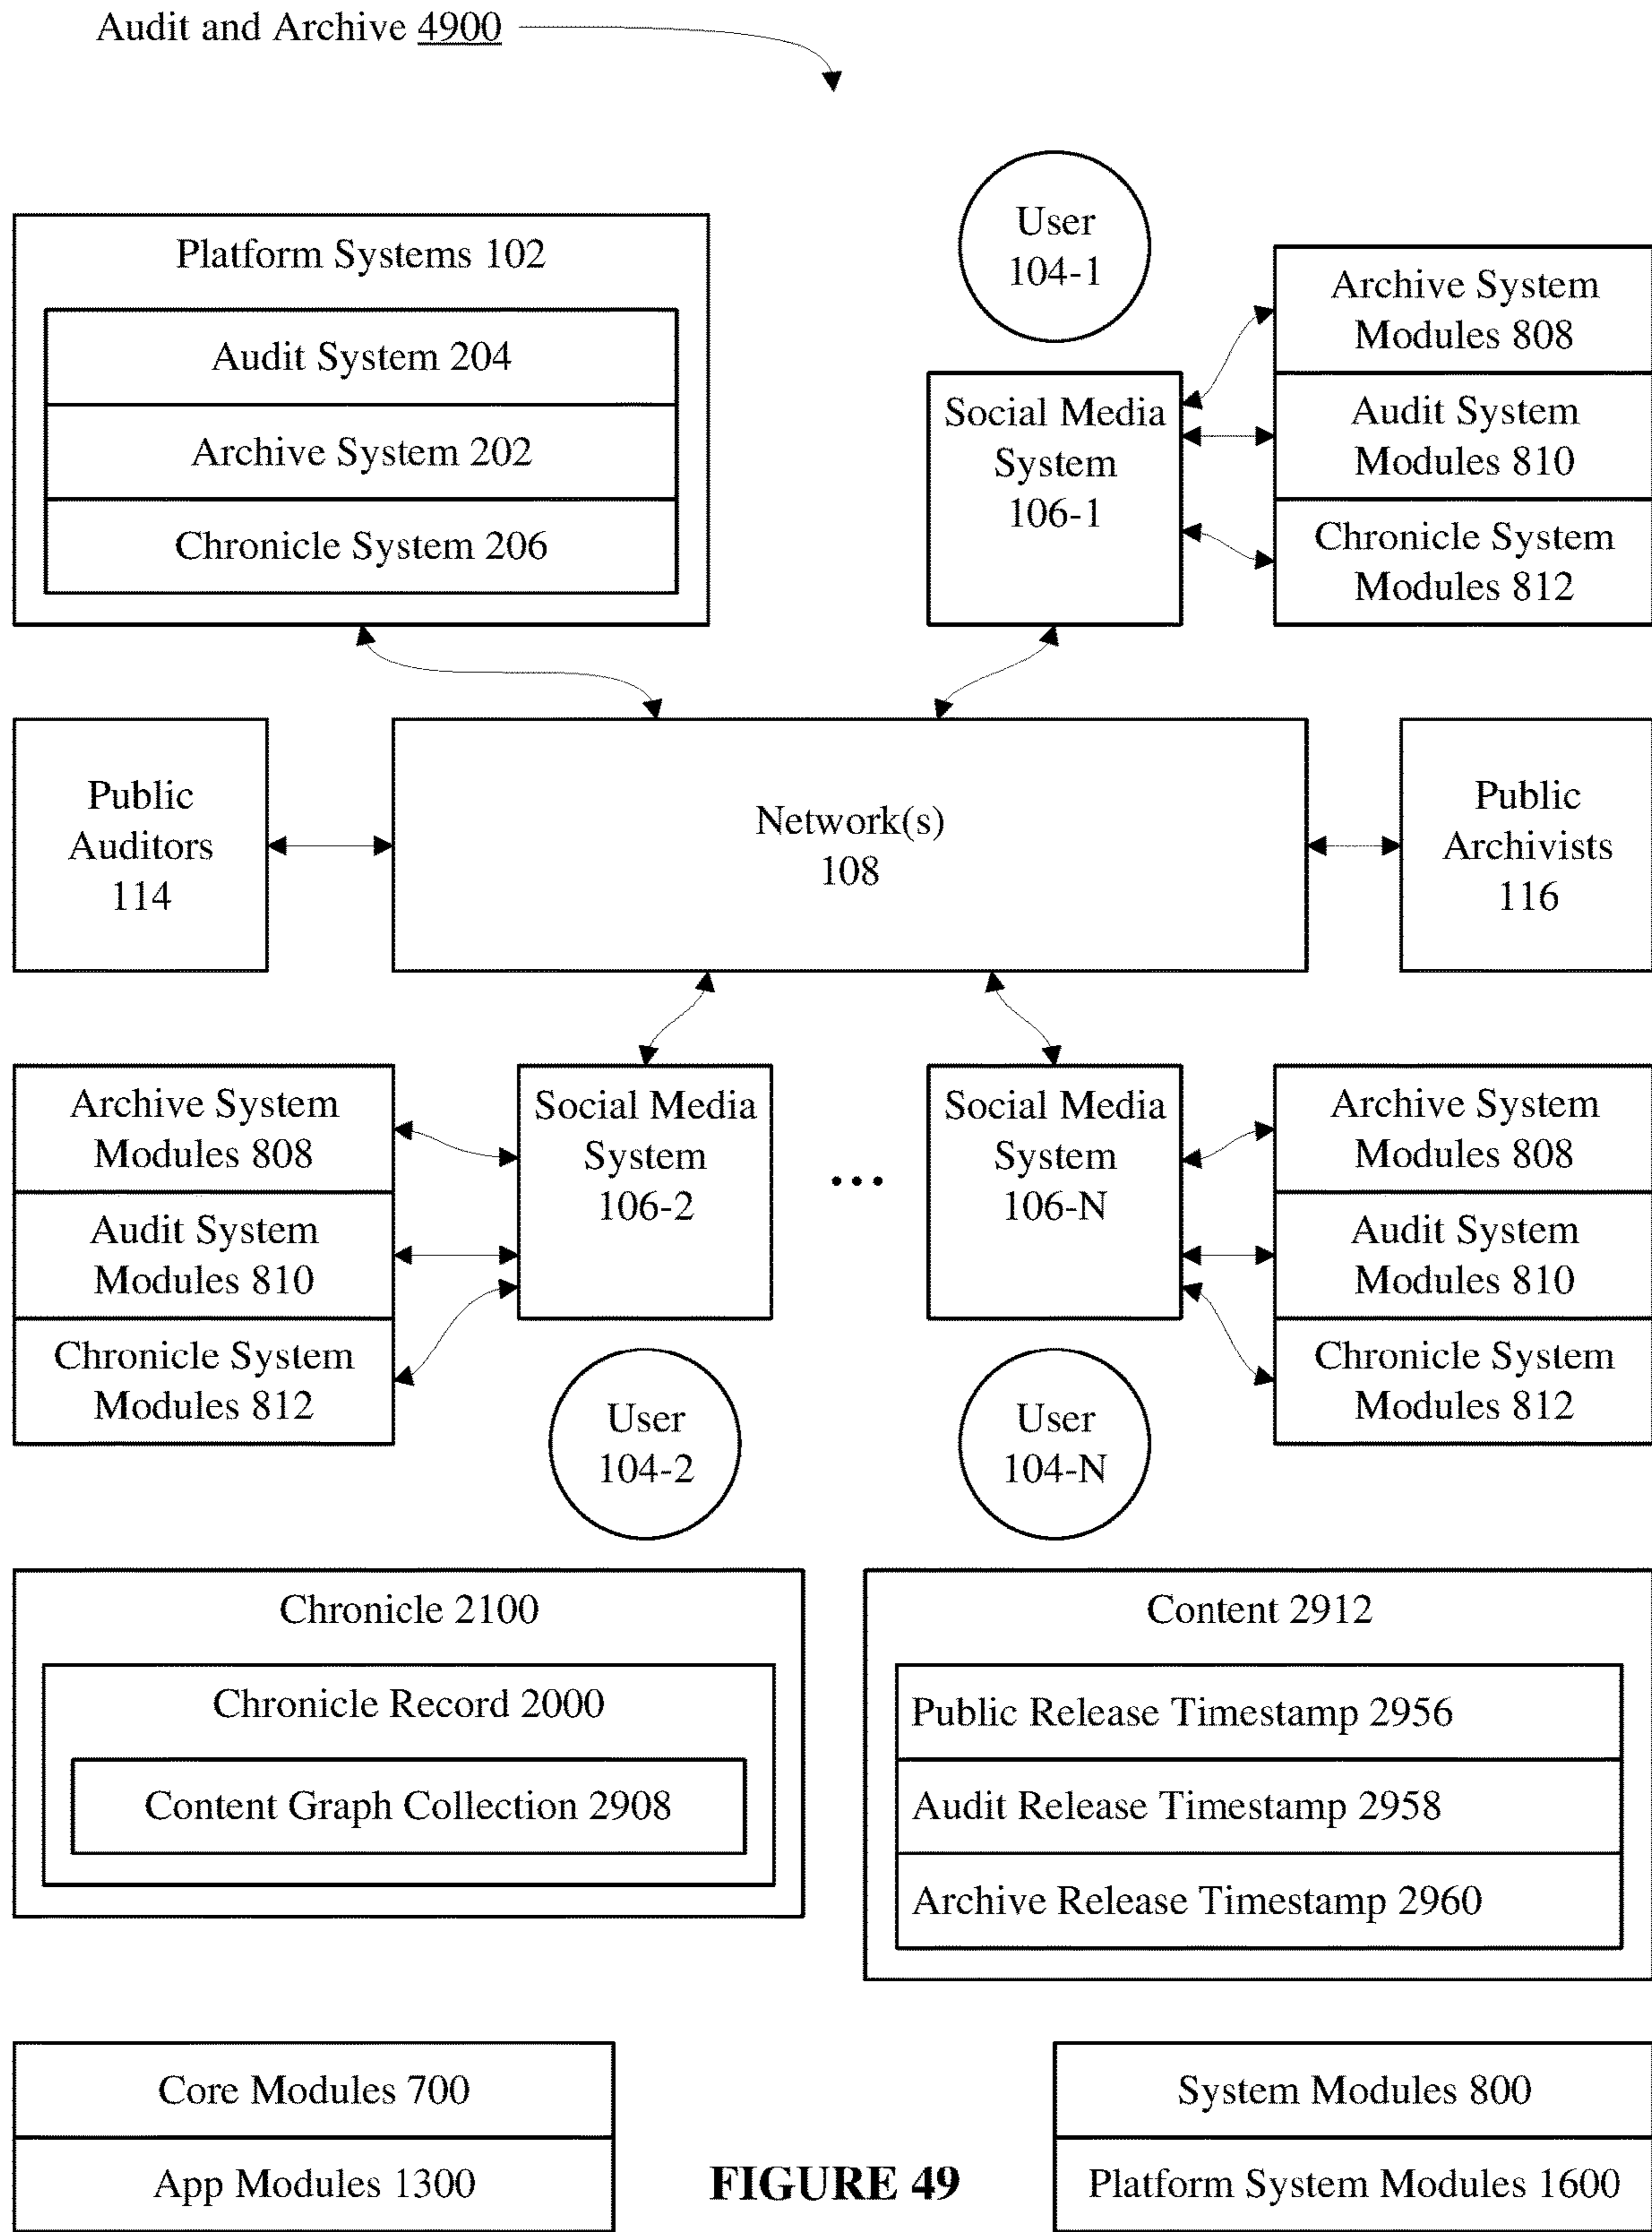 Audit and Archive 4900
Platform Systems 102
Audit System 204
Archive System 202
Chronicle System 206
User
104-1
Social Media
System
106-1
Archive System
Modules 808
Audit System
Modules 810
Chronicle System
Modules 812
Public
Auditors
114
Network(s)
108
Public
Archivists
116
Archive System
Modules 808
Audit System
Modules 810
Chronicle System
Modules 812
Social Media
System
106-2
...
Social Media
System
106-N
Archive System
Modules 808
Audit System
Modules 810
Chronicle System
Modules 812
User
104-2
User
104-N
Chronicle 2100
Chronicle Record 2000
Content Graph Collection 2908
Content 2912
Public Release Timestamp 2956
Audit Release Timestamp 2958
Archive Release Timestamp 2960
Core Modules 700
App Modules 1300
FIGURE 49
System Modules 800
Platform System Modules 1600